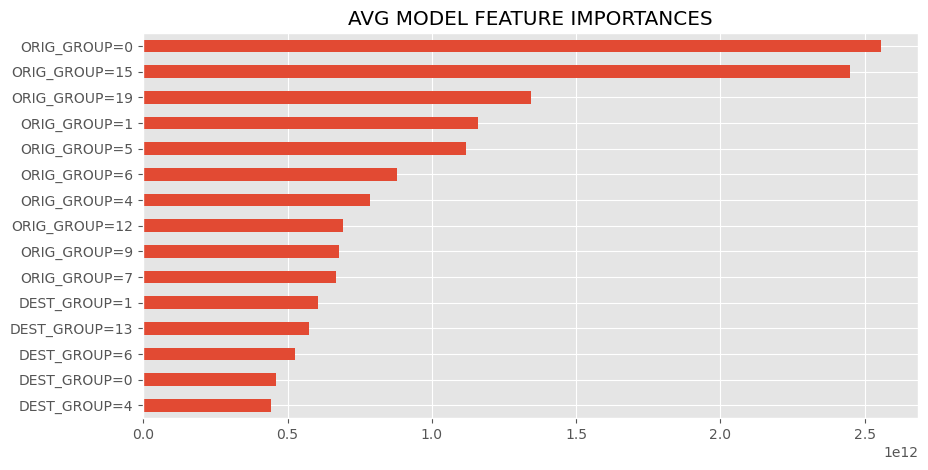 AVG MODEL FEATURE IMPORTANCES
ORIG_GROUP=0
ORIG_GROUP=15
ORIG_GROUP=19
ORIG_GROUP=1
ORIG_GROUP=5
ORIG_GROUP=6
ORIG_GROUP=4
ORIG_GROUP=12
ORIG_GROUP=9
ORIG_GROUP=7
DEST_GROUP=1
DEST_GROUP=13
DEST_GROUP=6
DEST_GROUP=0
DEST_GROUP=4
0.0 0.5 1.0 1.5 2.0 2.5
1e12